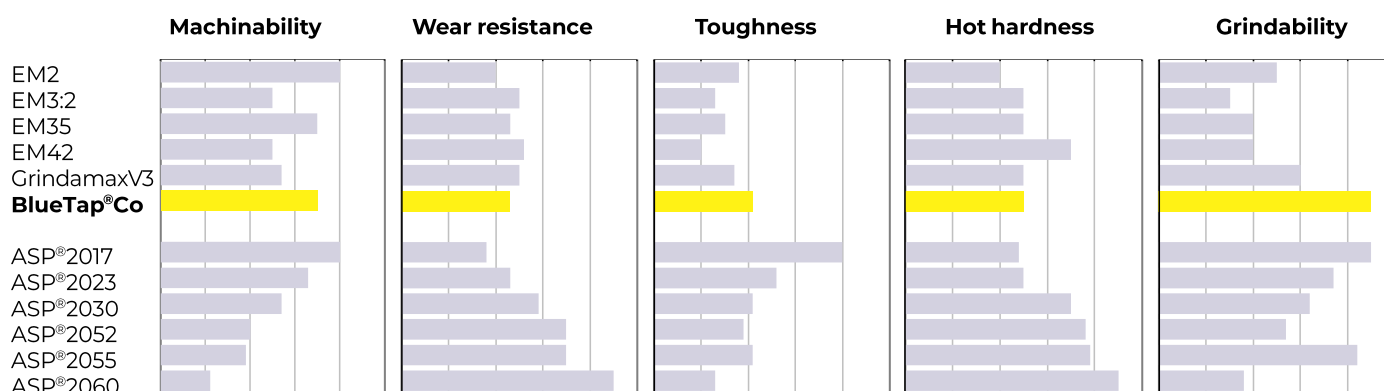 Machinability Wear resistance Toughness Hot hardness Grindability
EM2
EM3:2
EM35
EM42
GrindamaxV3
BlueTap®Co
ASP®2017
ASP®2023
ASP®2030
ASP®2052
ASP®2055
ASP®2060